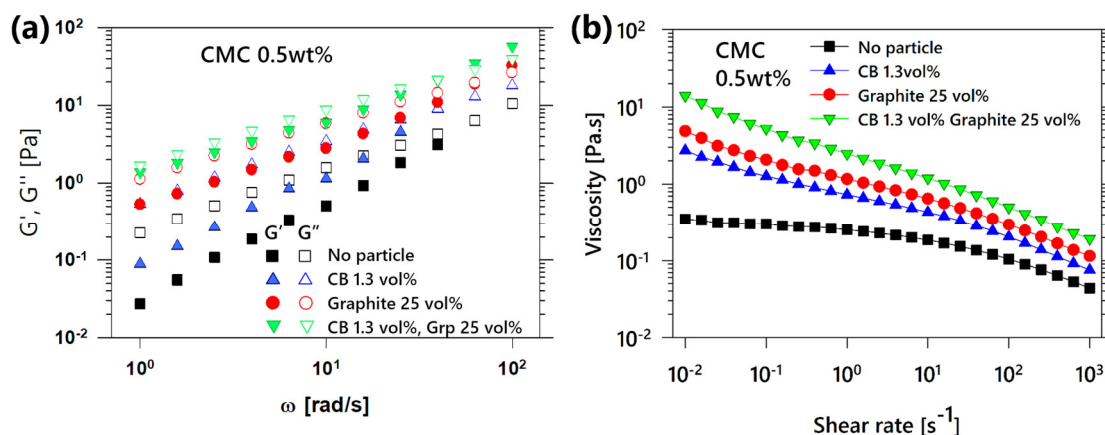 (a)
CMC 0.5wt%
G', G'' [Pa]
10²
10¹
10⁰
10⁻¹
10⁻²
G' G''
No particle
CB 1.3 vol%
Graphite 25 vol%
CB 1.3 vol%, Grp 25 vol%
10⁰ 10¹ 10²
ω [rad/s]
(b)
CMC
0.5wt%
No particle
CB 1.3vol%
Graphite 25 vol%
CB 1.3 vol% Graphite 25 vol%
Viscosity [Pa.s]
10²
10¹
10⁰
10⁻¹
10⁻²
10⁻² 10⁻¹ 10⁰ 10¹ 10² 10³
Shear rate [s⁻¹]